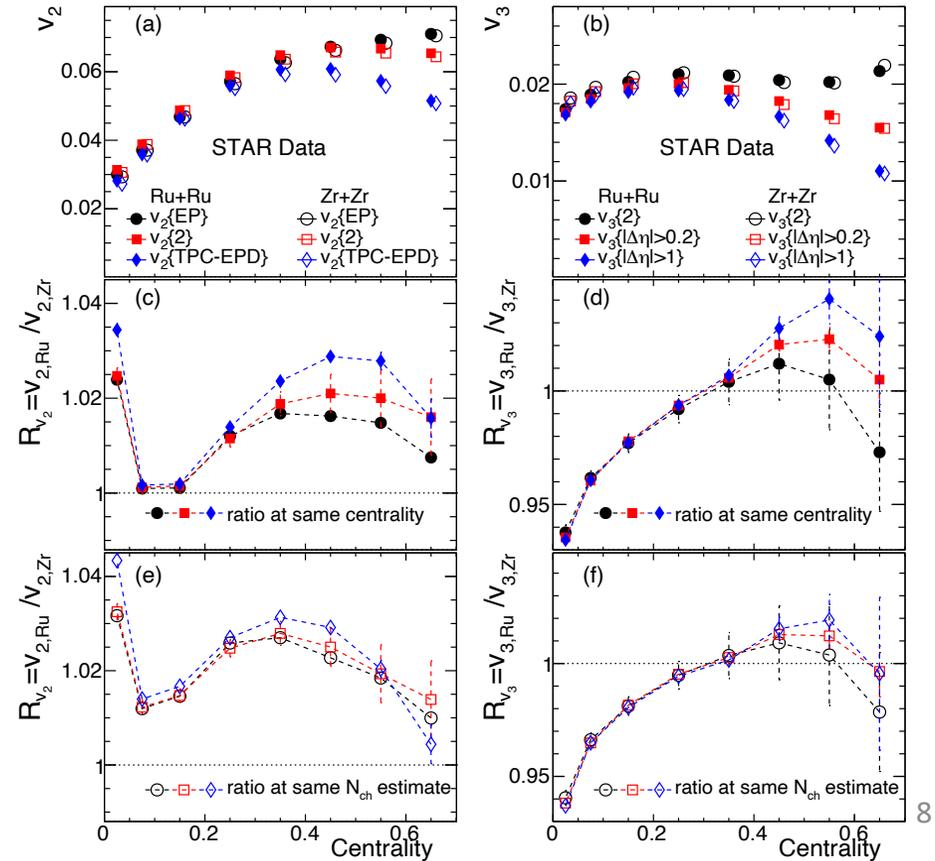 (a)
v2
0.06
0.04
0.02
STAR Data
Ru+Ru Zr+Zr
v2{EP} v2{EP}
v2{2} v2{2}
v2{TPC-EPD} v2{TPC-EPD}
(b)
v3
0.02
0.01
STAR Data
Ru+Ru Zr+Zr
v3{2} v3{2}
v3{|Δη|>0.2} v3{|Δη|>0.2}
v3{|Δη|>1} v3{|Δη|>1}
(c)
Rv2=v2,Ru /v2,Zr
1.04
1.02
1
ratio at same centrality
(d)
Rv3=v3,Ru /v3,Zr
1
0.95
ratio at same centrality
(e)
Rv2=v2,Ru /v2,Zr
1.04
1.02
1
ratio at same Nch estimate
0 0.2 0.4 0.6
Centrality
(f)
Rv3=v3,Ru /v3,Zr
1
0.95
ratio at same Nch estimate
0 0.2 0.4 0.6
Centrality
8